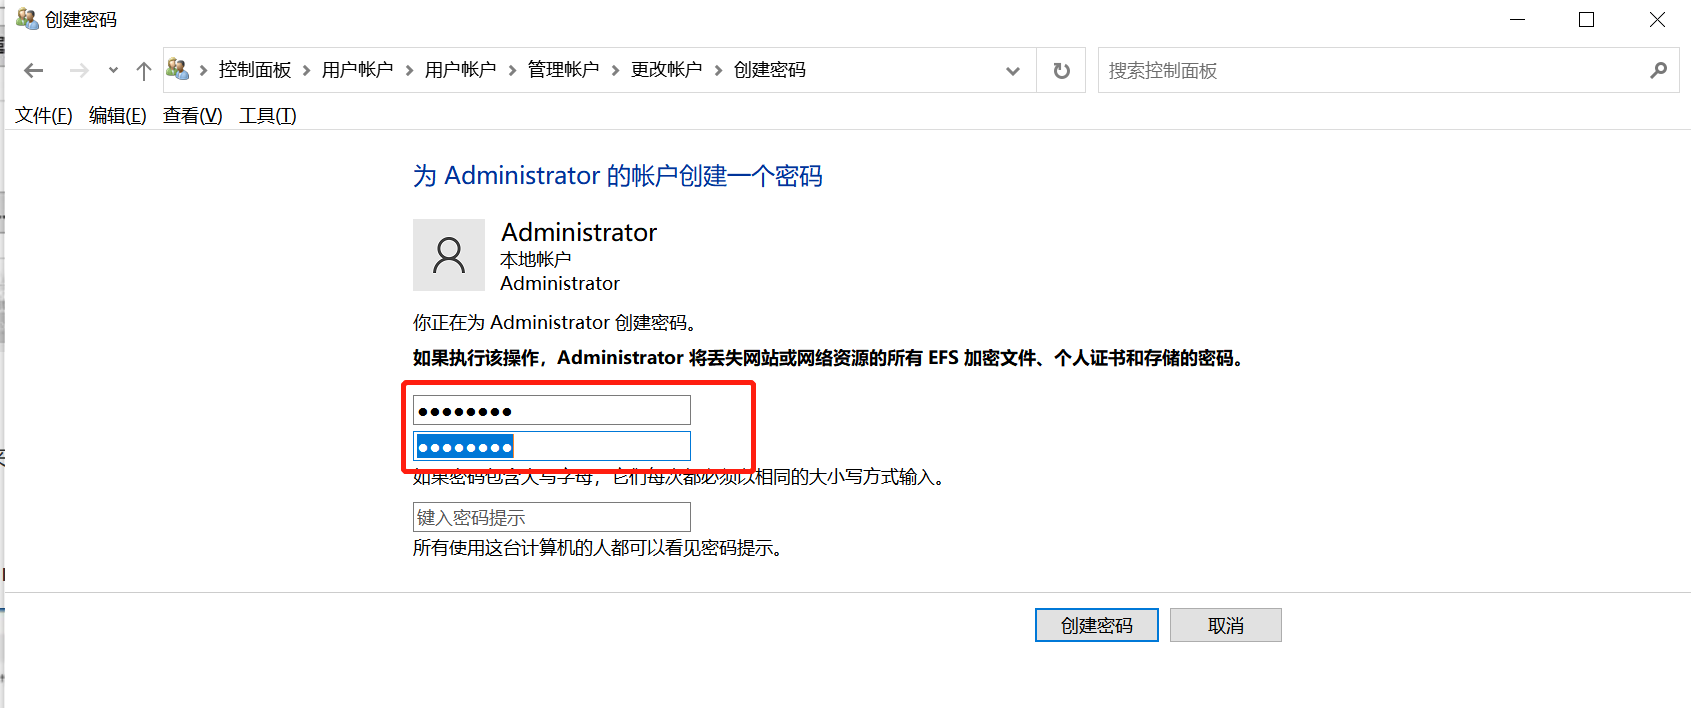 创建密码
控制面板 > 用户帐户 > 用户帐户 > 管理帐户 > 更改帐户 > 创建密码
搜索控制面板
文件(F) 编辑(E) 查看(V) 工具(T)
为 Administrator 的帐户创建一个密码
Administrator
本地帐户
Administrator
你正在为 Administrator 创建密码。
如果执行该操作，Administrator 将丢失网站或网络资源的所有 EFS 加密文件、个人证书和存储的密码。
●●●●●●●●
●●●●●●●●
如果密码包含大写字母，它们每次都必须以相同的大小写方式输入。
键入密码提示
所有使用这台计算机的人都可以看见密码提示。
创建密码 取消